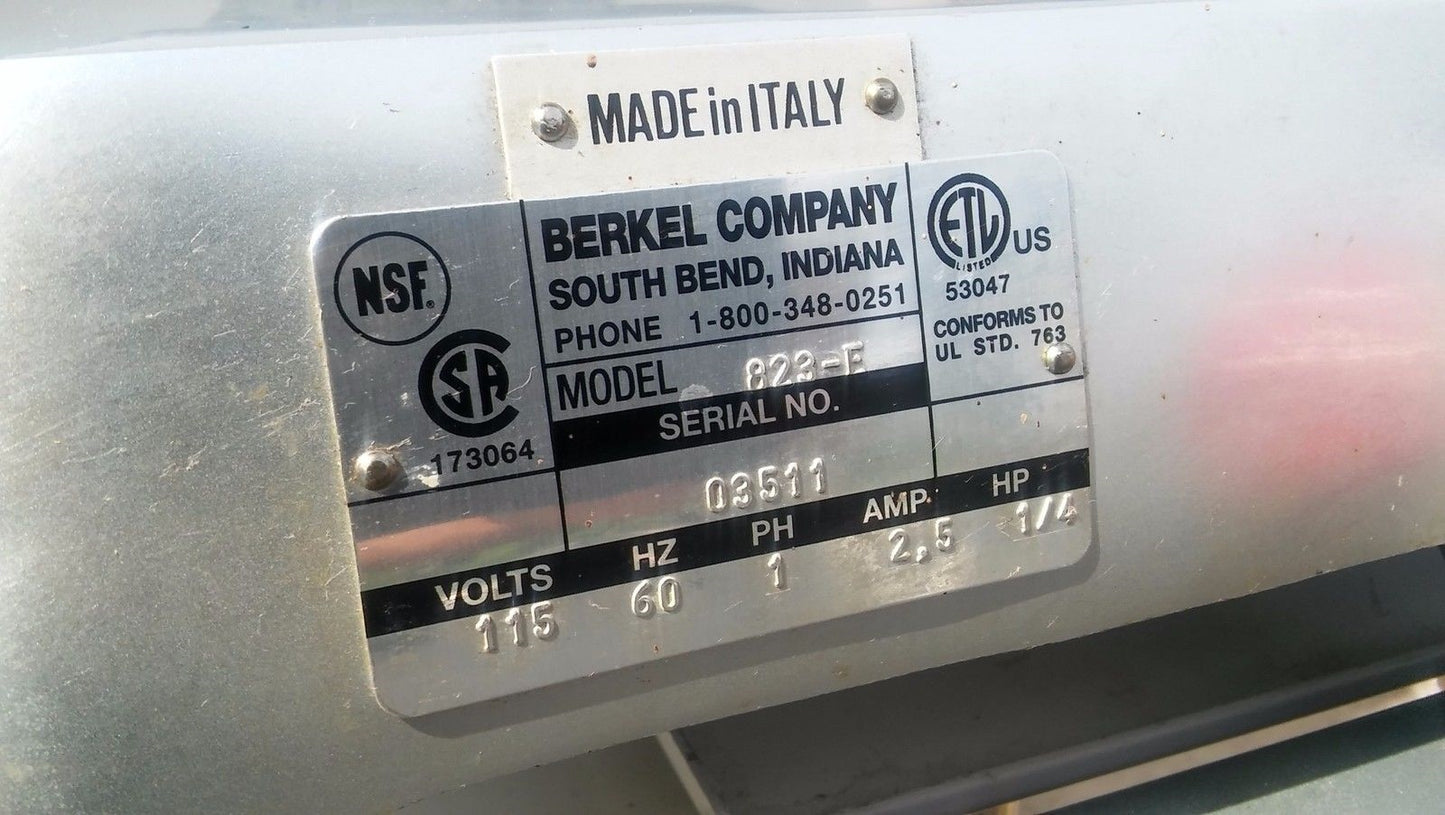 MADE in ITALY
NSF®
SA
173064
BERKEL COMPANY
SOUTH BEND, INDIANA
PHONE 1-800-348-0251
MODEL 823-E
SERIAL NO.
03511
ETL
LISTED
US
53047
CONFORMS TO
UL STD. 763
VOLTS HZ PH AMP. HP
115 60 1 2.5 1/4